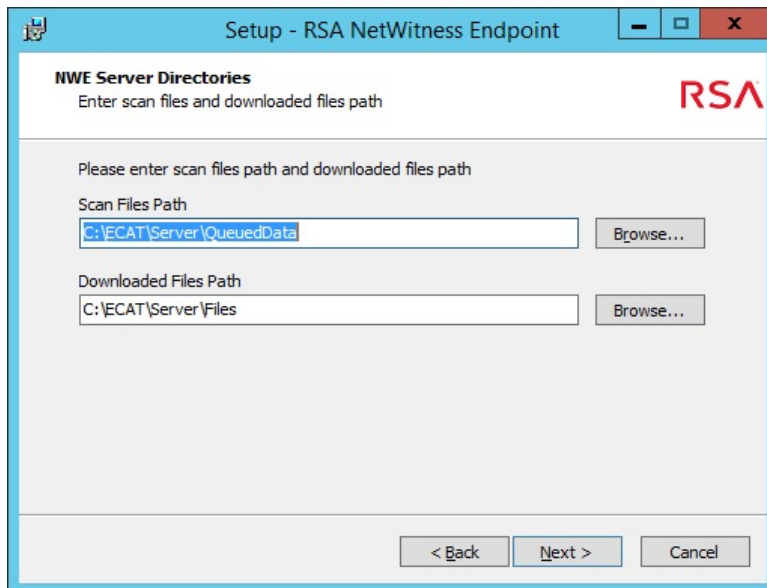 Setup - RSA NetWitness Endpoint
NWE Server Directories
Enter scan files and downloaded files path
RSA
Please enter scan files path and downloaded files path
Scan Files Path
C:\ECAT\Server\QueuedData
Browse...
Downloaded Files Path
C:\ECAT\Server\Files
Browse...
< Back
Next >
Cancel